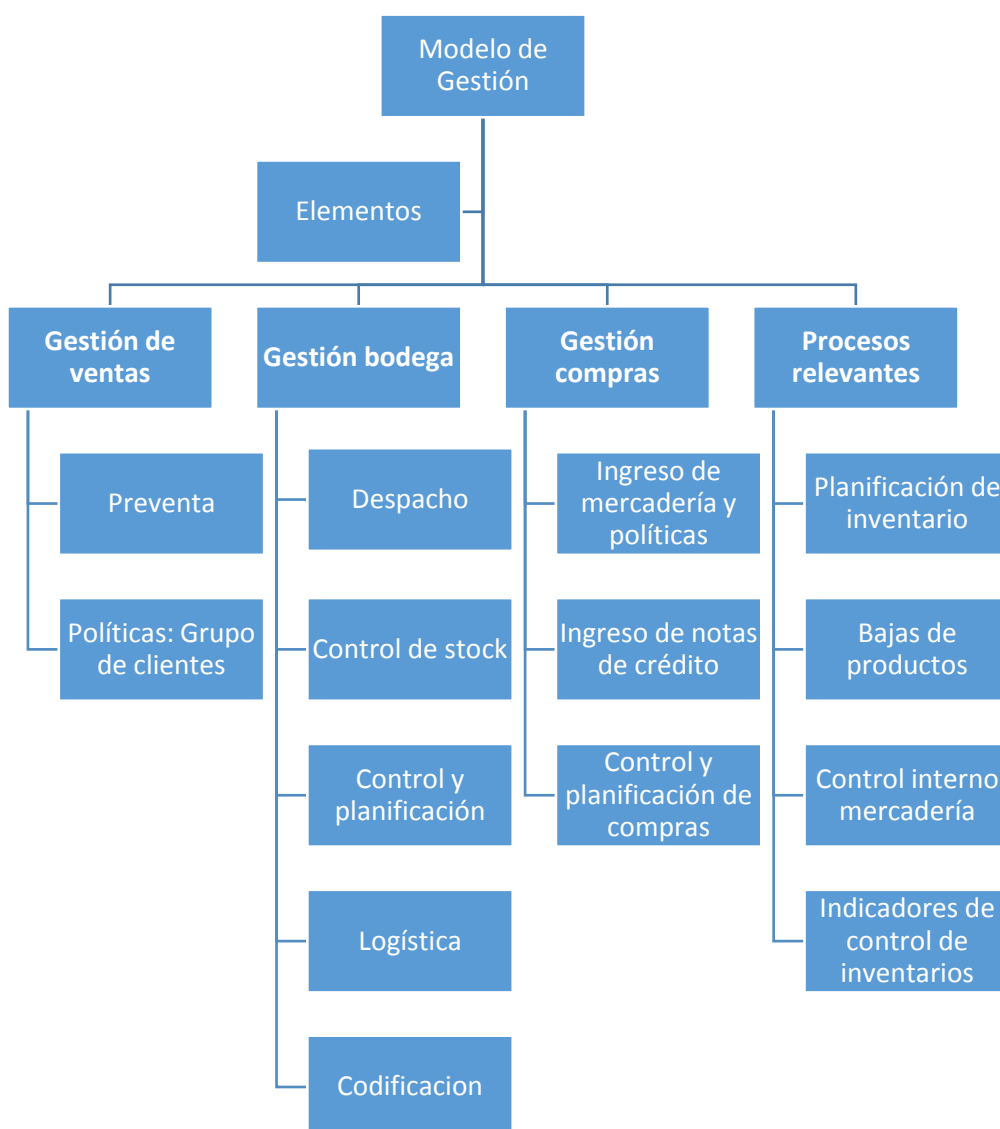 Modelo de
Gestión
Elementos
Gestión de
ventas
Preventa
Políticas: Grupo
de clientes
Gestión bodega
Despacho
Control de stock
Control y
planificación
Logística
Codificacion
Gestión
compras
Ingreso de
mercadería y
políticas
Ingreso de notas
de crédito
Control y
planificación de
compras
Procesos
relevantes
Planificación de
inventario
Bajas de
productos
Control interno
mercadería
Indicadores de
control de
inventarios